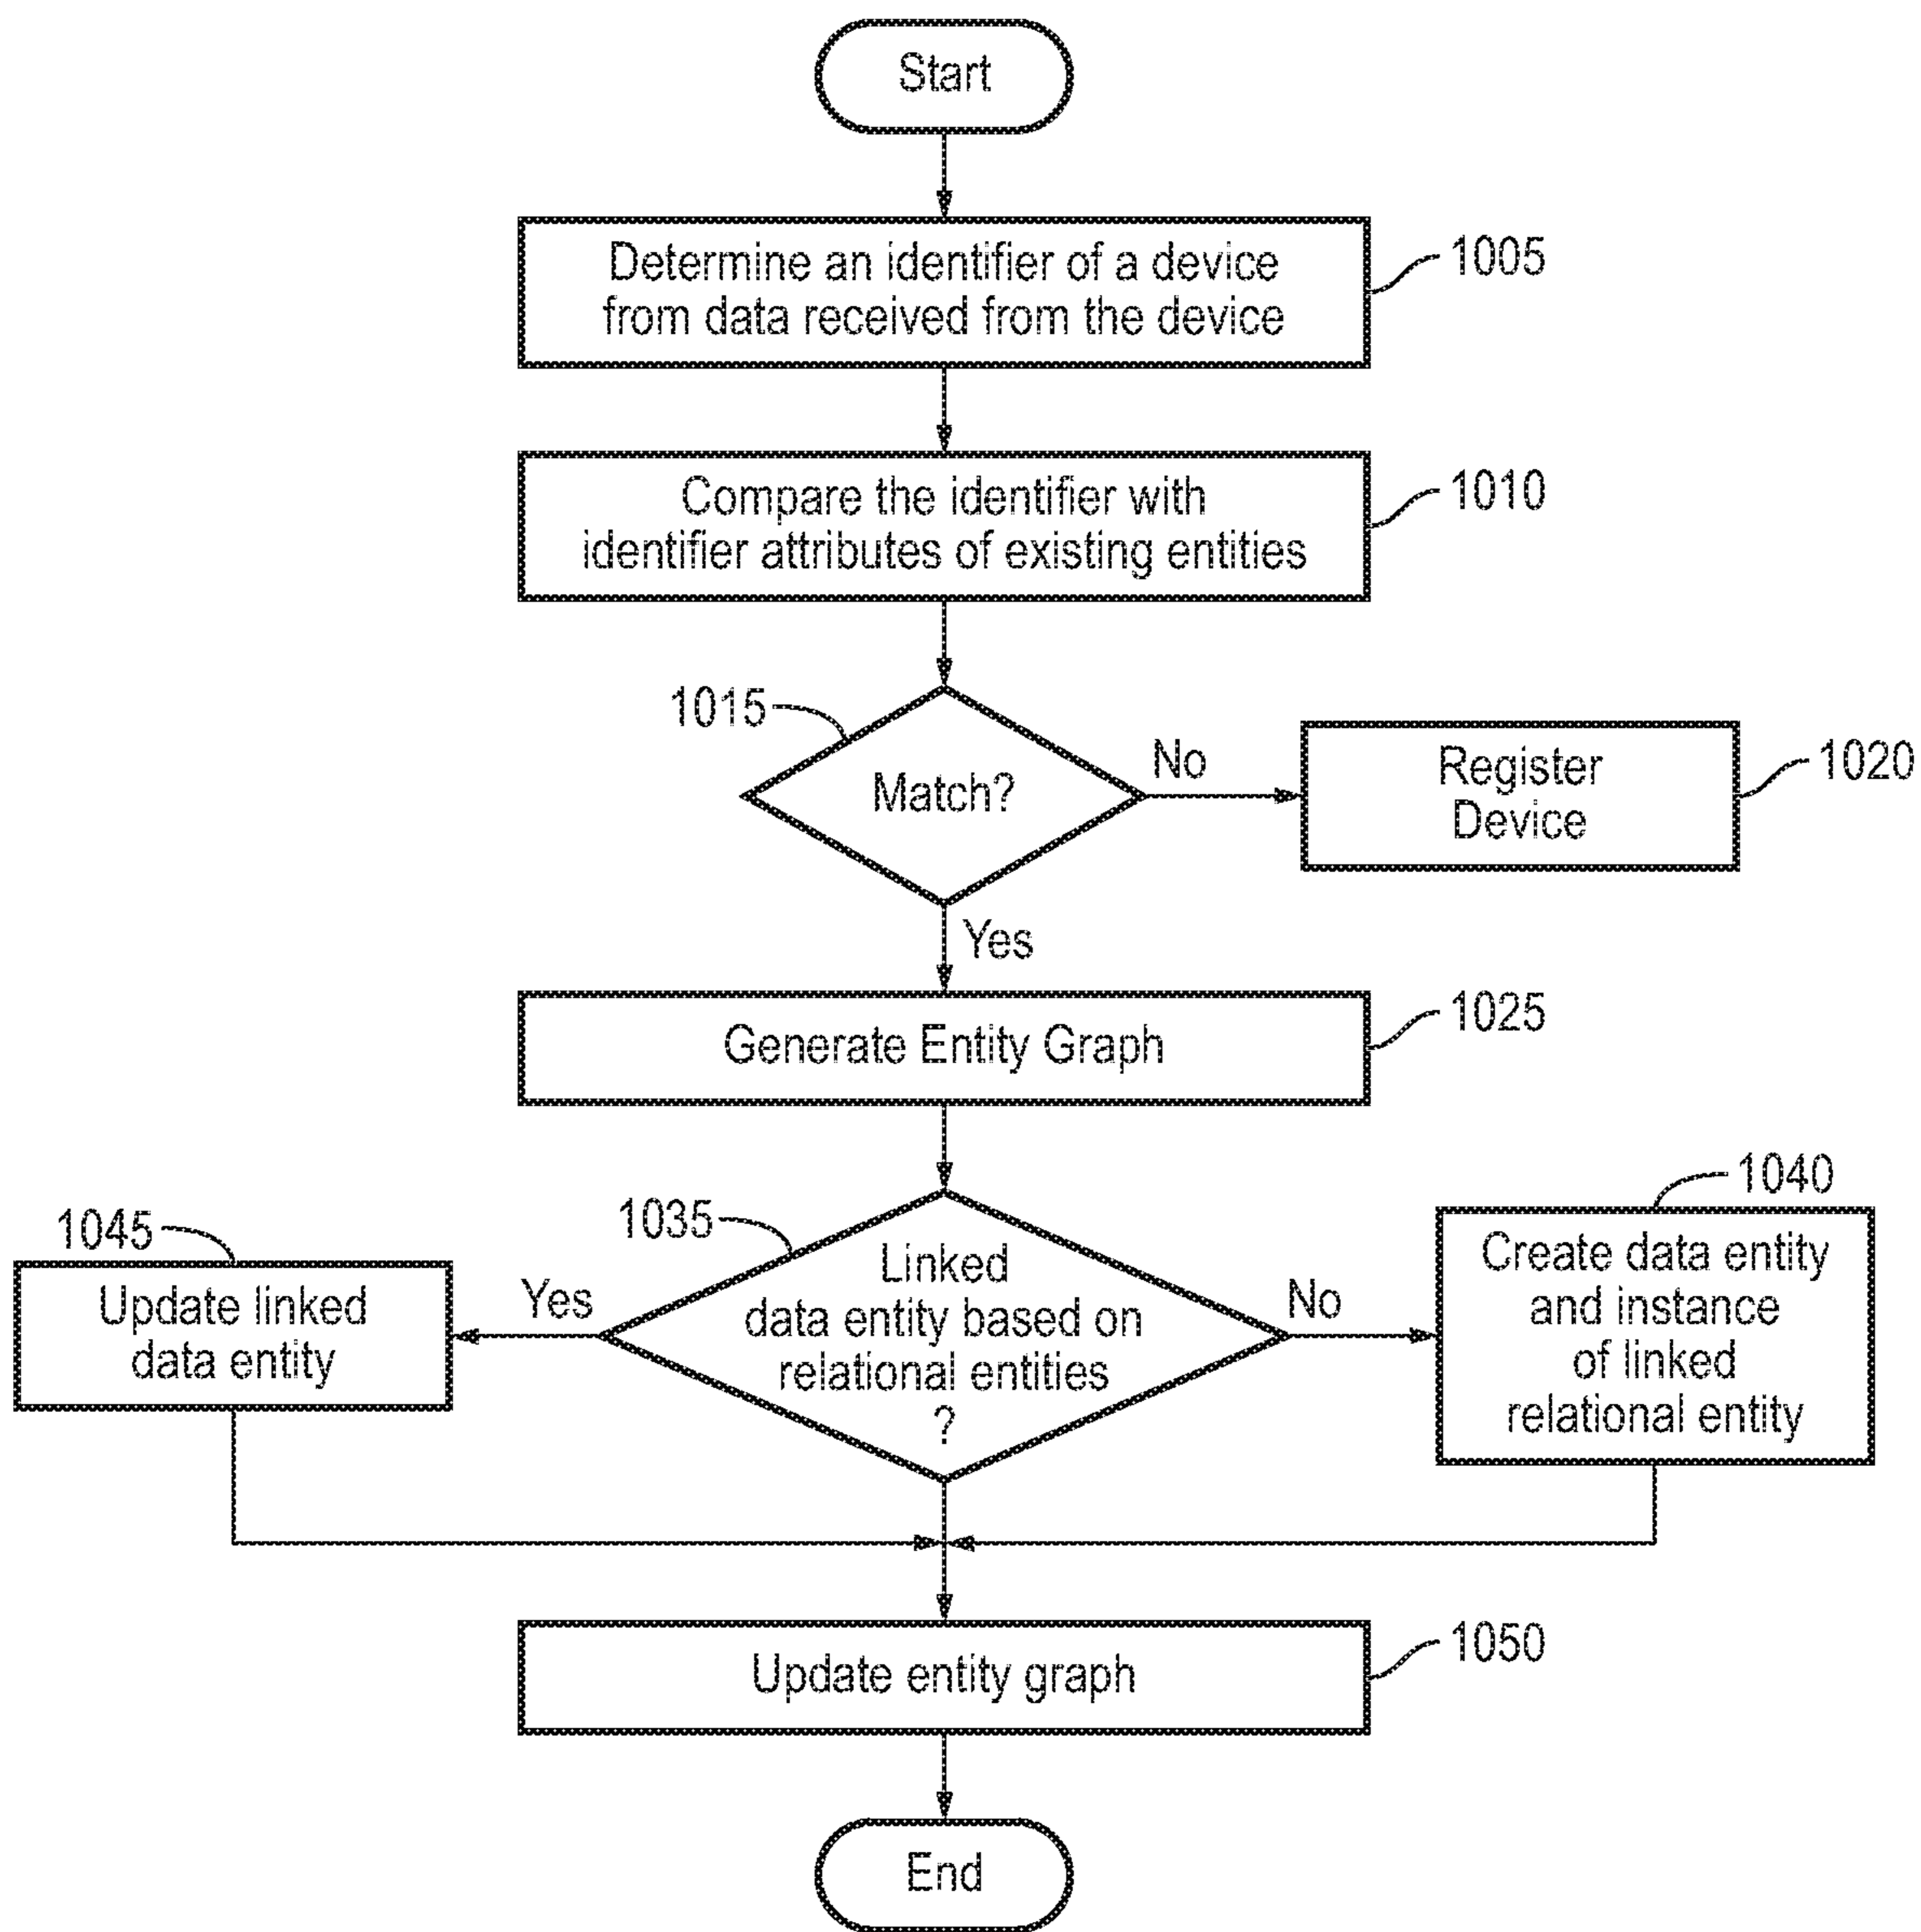 Start
Determine an identifier of a device
from data received from the device
1005
Compare the identifier with
identifier attributes of existing entities
1010
1015
Match?
No
Register
Device
1020
Yes
Generate Entity Graph
1025
1045
Update linked
data entity
Yes
1035
Linked
data entity based on
relational entities
?
No
1040
Create data entity
and instance
of linked
relational entity
Update entity graph
1050
End